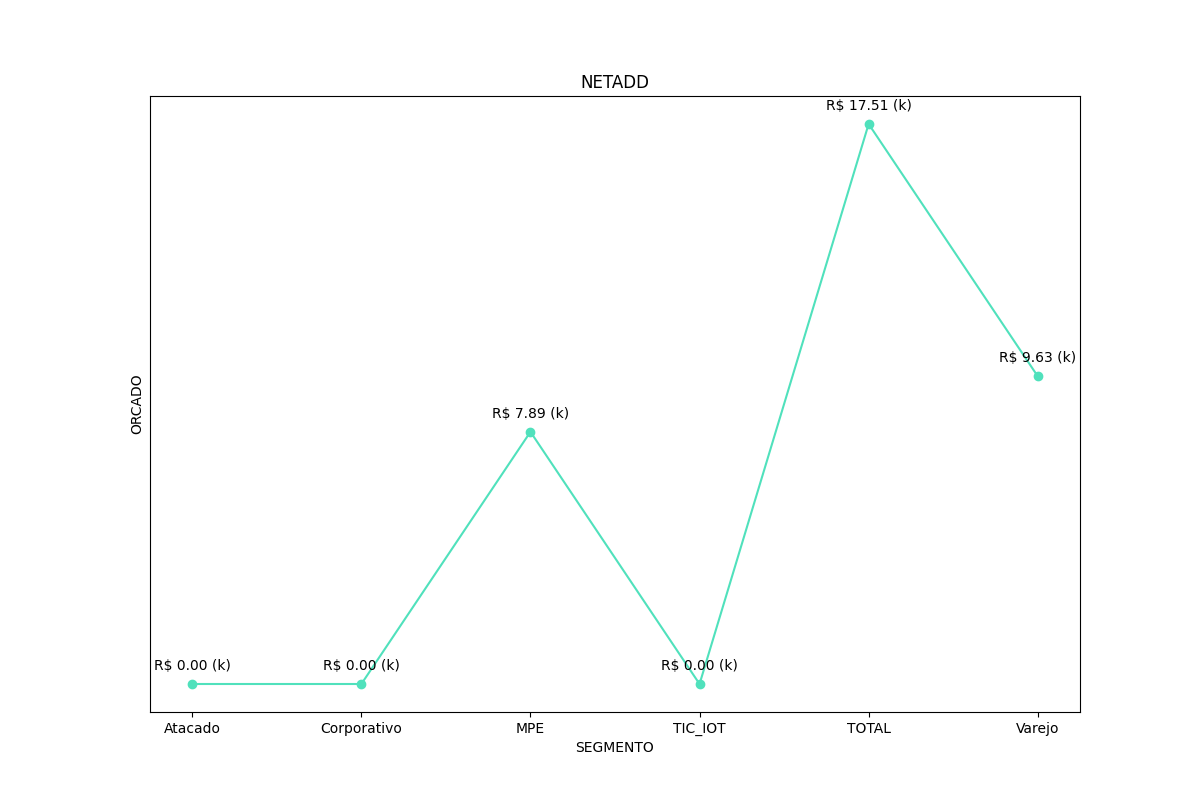 NETADD
R$ 17.51 (k)
R$ 9.63 (k)
R$ 7.89 (k)
ORCADO
R$ 0.00 (k) R$ 0.00 (k) R$ 0.00 (k)
Atacado Corporativo MPE TIC_IOT TOTAL Varejo
SEGMENTO